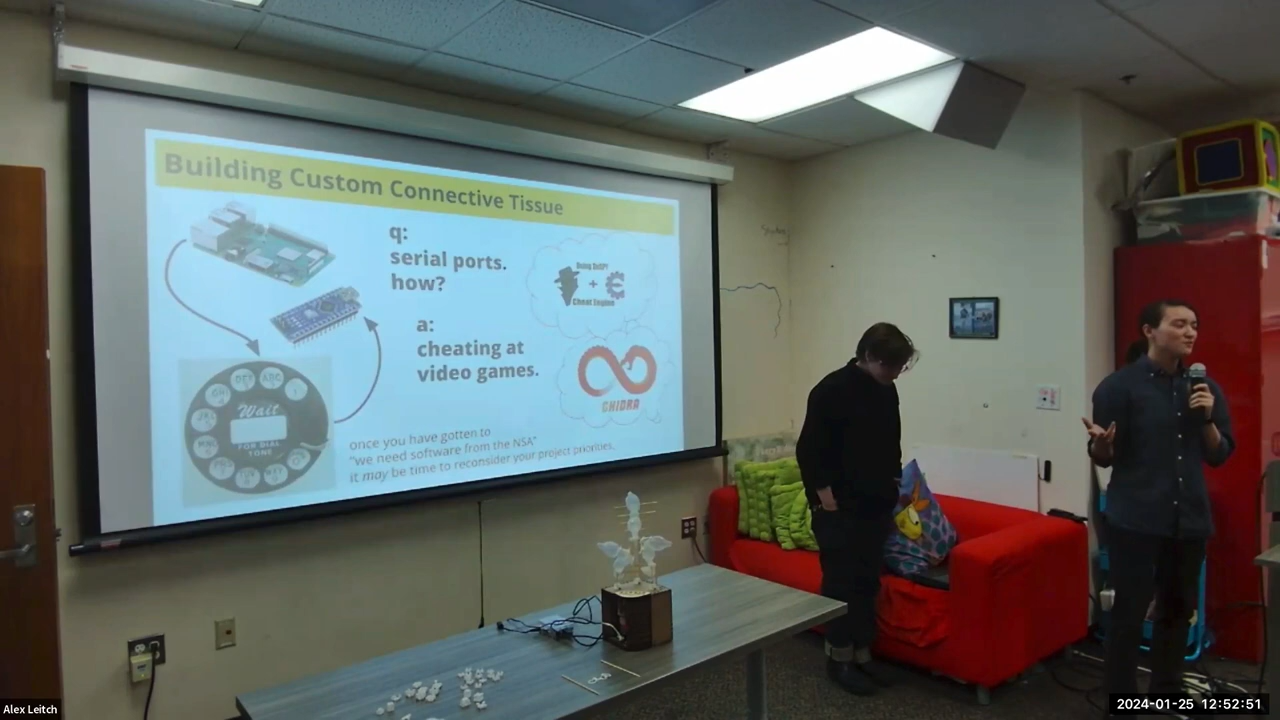 Building Custom Connective Tissue
q:
serial ports.
how?
a:
cheating at
video games.
Using DnSPY
+
Cheat Engine
GHIDRA
Wait
FOR DIAL
TONE
once you have gotten to
"we need software from the NSA"
it may be time to reconsider your project priorities.
Alex Leitch
2024-01-25 12:52:51